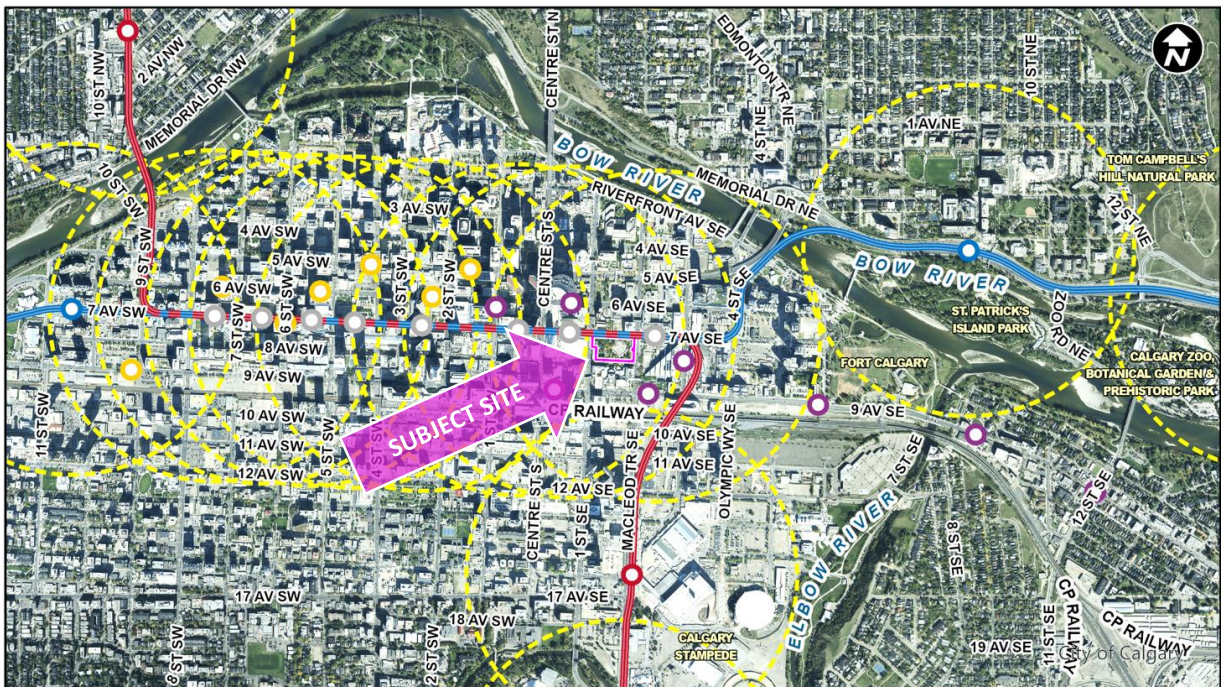 10 ST NW
2 AV NW
MEMORIAL DR NW
CENTRE ST N
EDMONTON TR NE
4 ST NE
10 ST NE
N
1 AV NE
TOM CAMPBELL'S
HILL NATURAL PARK
12 ST NE
BOW RIVER
MEMORIAL DR NE
RIVERFRONT AV SE
10 ST SW
9 ST SW
3 AV SW
4 AV SW
5 AV SW
6 AV SW
7 AV SW
8 AV SW
9 AV SW
10 AV SW
11 AV SW
12 AV SW
3 ST SW
2 ST SW
6 ST SW
7 ST SW
5 ST SW
4 ST SW
11 ST SW
CENTRE ST S
4 AV SE
5 AV SE
6 AV SE
7 AV SE
4 ST SE
BOW RIVER
ST. PATRICK'S
ISLAND PARK
ZOO
RD NE
FORT CALGARY
CALGARY ZOO,
BOTANICAL GARDEN &
PREHISTORIC PARK
SUBJECT SITE
CP RAILWAY
9 AV SE
10 AV SE
11 AV SE
12 AV SE
OLYMPIC WY SE
MACLEOD TR SE
CENTRE ST S
1 ST SE
7 ST SE
12 ST SE
ELBOW RIVER
8 ST SE
17 AV SW
17 AV SE
18 AV SW
8 ST SW
2 ST SW
CALGARY
STAMPEDE
19 AV SE
11 ST SE
CP RAILWAY
CP RAILWAY
City of Calgary